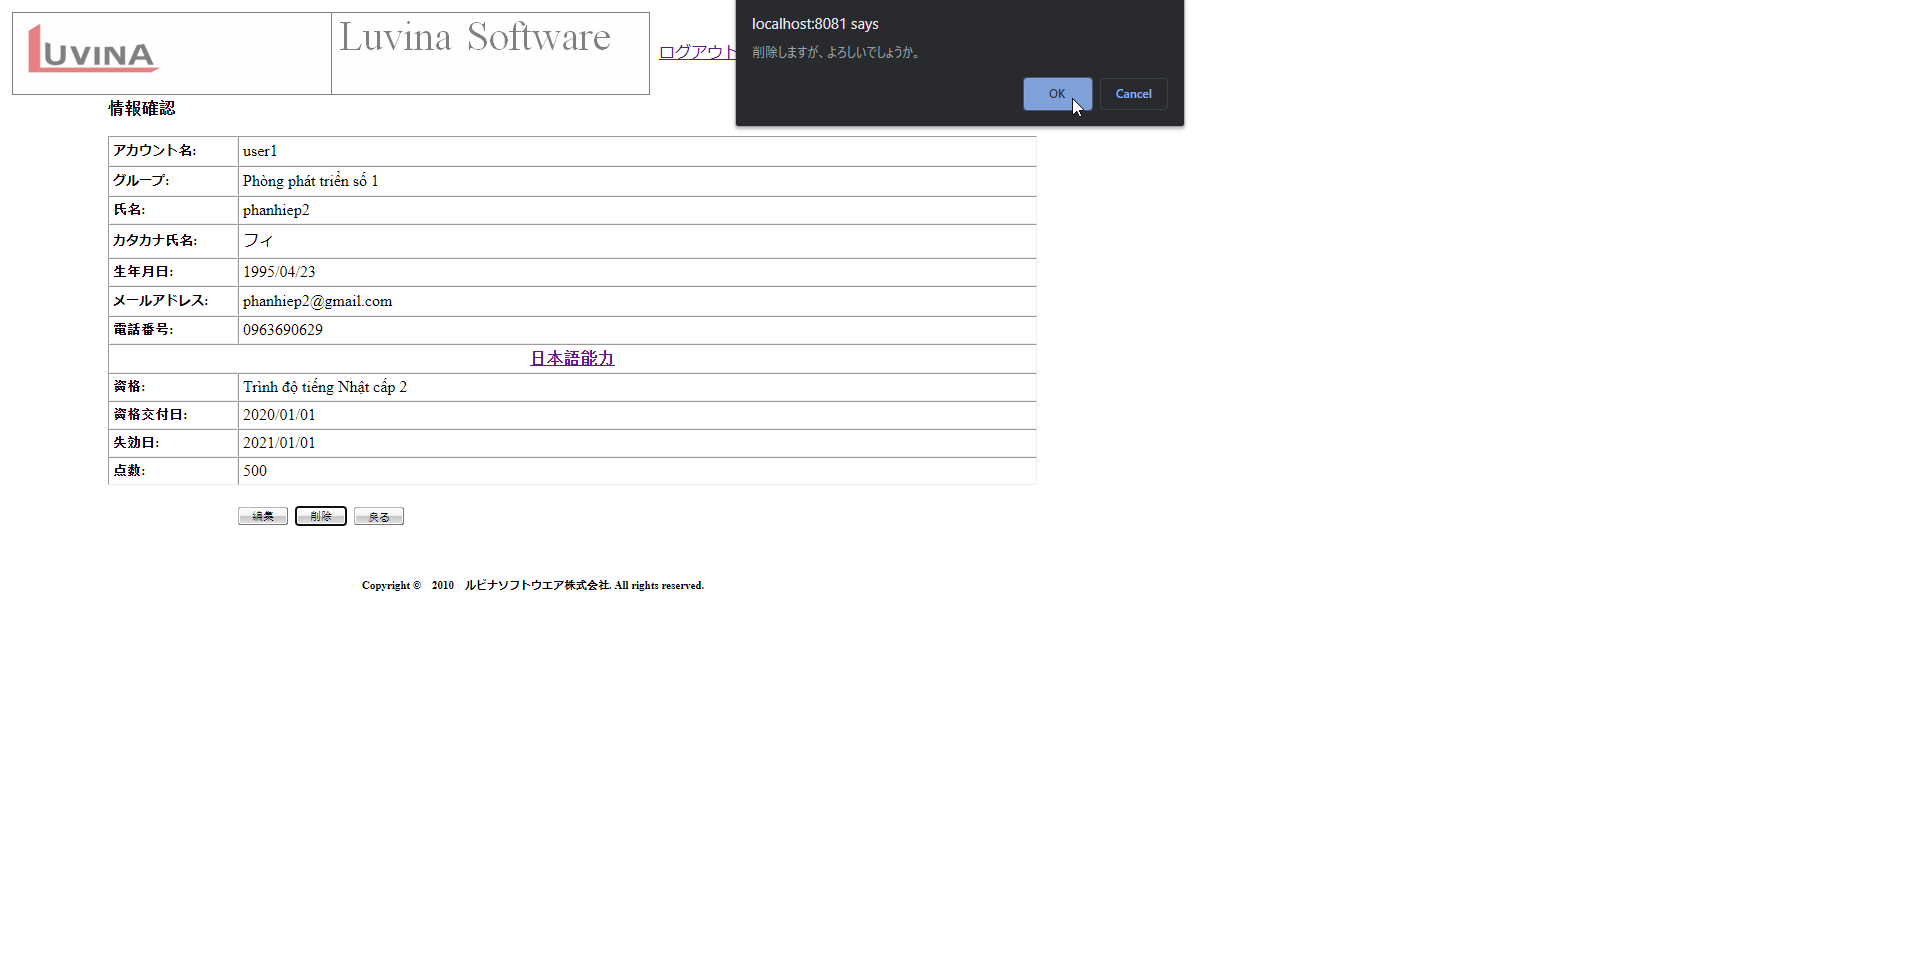 LUVINA
Luvina Software
ログアウト
localhost:8081 says
削除しますが、よろしいでしょうか。
OK
Cancel
情報確認
アカウント名: user1
グループ: Phòng phát triển số 1
氏名: phanhiep2
カタカナ氏名: フィ
生年月日: 1995/04/23
メールアドレス: phanhiep2@gmail.com
電話番号: 0963690629
日本語能力
資格: Trình độ tiếng Nhật cấp 2
資格交付日: 2020/01/01
失効日: 2021/01/01
点数: 500
編集 削除 戻る
Copyright ©　2010　ルビナソフトウエア株式会社. All rights reserved.